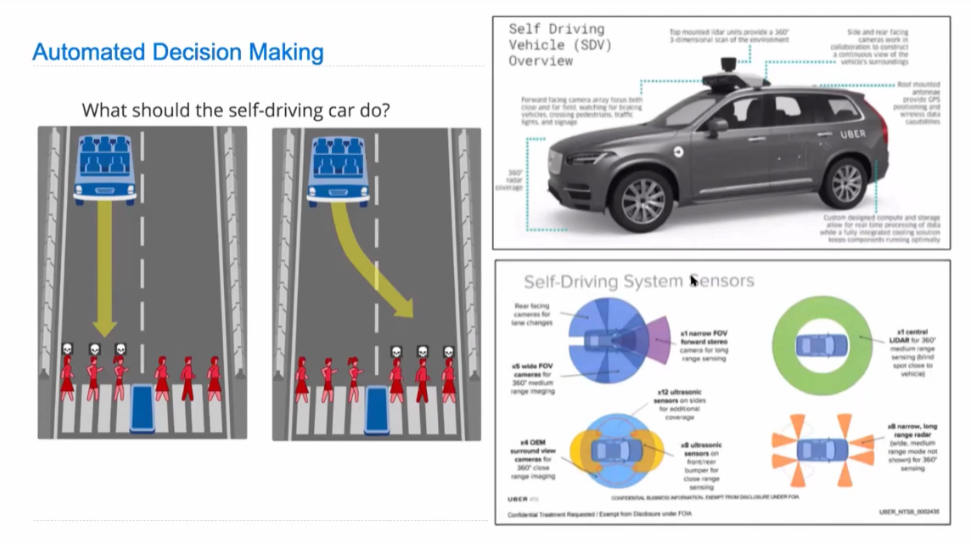 Automated Decision Making
What should the self-driving car do?
Self Driving
Vehicle (SDV)
Overview
Top mounted lidar units provide a 360°
3-dimensional scan of the environment
Side and rear facing
cameras work in
collaboration to construct
a continuous view of the
vehicle's surroundings
Forward facing camera array focus both
close and far field, watching for braking
vehicles, crossing pedestrians, traffic
lights, and signage
Roof mounted
antennae
provide GPS
positioning and
wireless data
capabilities
UBER
360°
radar
coverage
Custom designed compute and storage
allow for real time processing of data
while a fully integrated cooling solution
keeps components running optimally
Self-Driving System Sensors
Rear facing
cameras for
lane changes
x1 narrow FOV
forward stereo
camera for long
range sensing
x5 wide FOV
cameras for
360° medium
range imaging
x1 central
LIDAR for 360°
medium range
sensing (blind
spot close to
vehicle)
x12 ultrasonic
sensors on sides
for additional
coverage
x4 OEM
surround view
cameras for
360° close
range imaging
x8 ultrasonic
sensors on
front/rear
bumper for
close range
sensing
x8 narrow, long
range radar
(wide, medium
range mode not
shown) for 360°
sensing
UBER
CONFIDENTIAL BUSINESS INFORMATION: EXEMPT FROM DISCLOSURE UNDER FOIA
Confidential Treatment Requested / Exempt from Disclosure under FOIA
UBER_NTSB_0002438